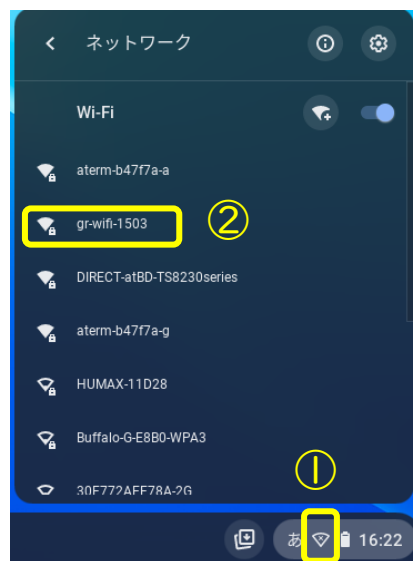 ネットワーク
Wi-Fi
aterm-b47f7a-a
gr-wifi-1503
②
DIRECT-atBD-TS8230series
aterm-b47f7a-g
HUMAX-11D28
Buffalo-G-E8B0-WPA3
①
30F772AFF78A-2G
あ 16:22